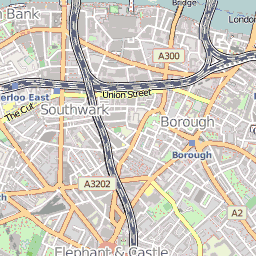 n Bank
Bridge
London
A300
Union Street
erloo East
The Cut
Southwark
Borough
Borough
A3202
A2
Elephant & Castle